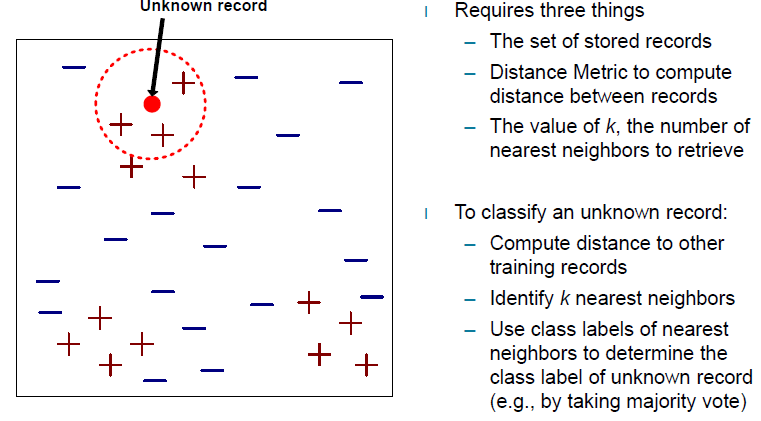 Unknown record
Requires three things
– The set of stored records
– Distance Metric to compute
distance between records
– The value of k, the number of
nearest neighbors to retrieve
To classify an unknown record:
– Compute distance to other
training records
– Identify k nearest neighbors
– Use class labels of nearest
neighbors to determine the
class label of unknown record
(e.g., by taking majority vote)